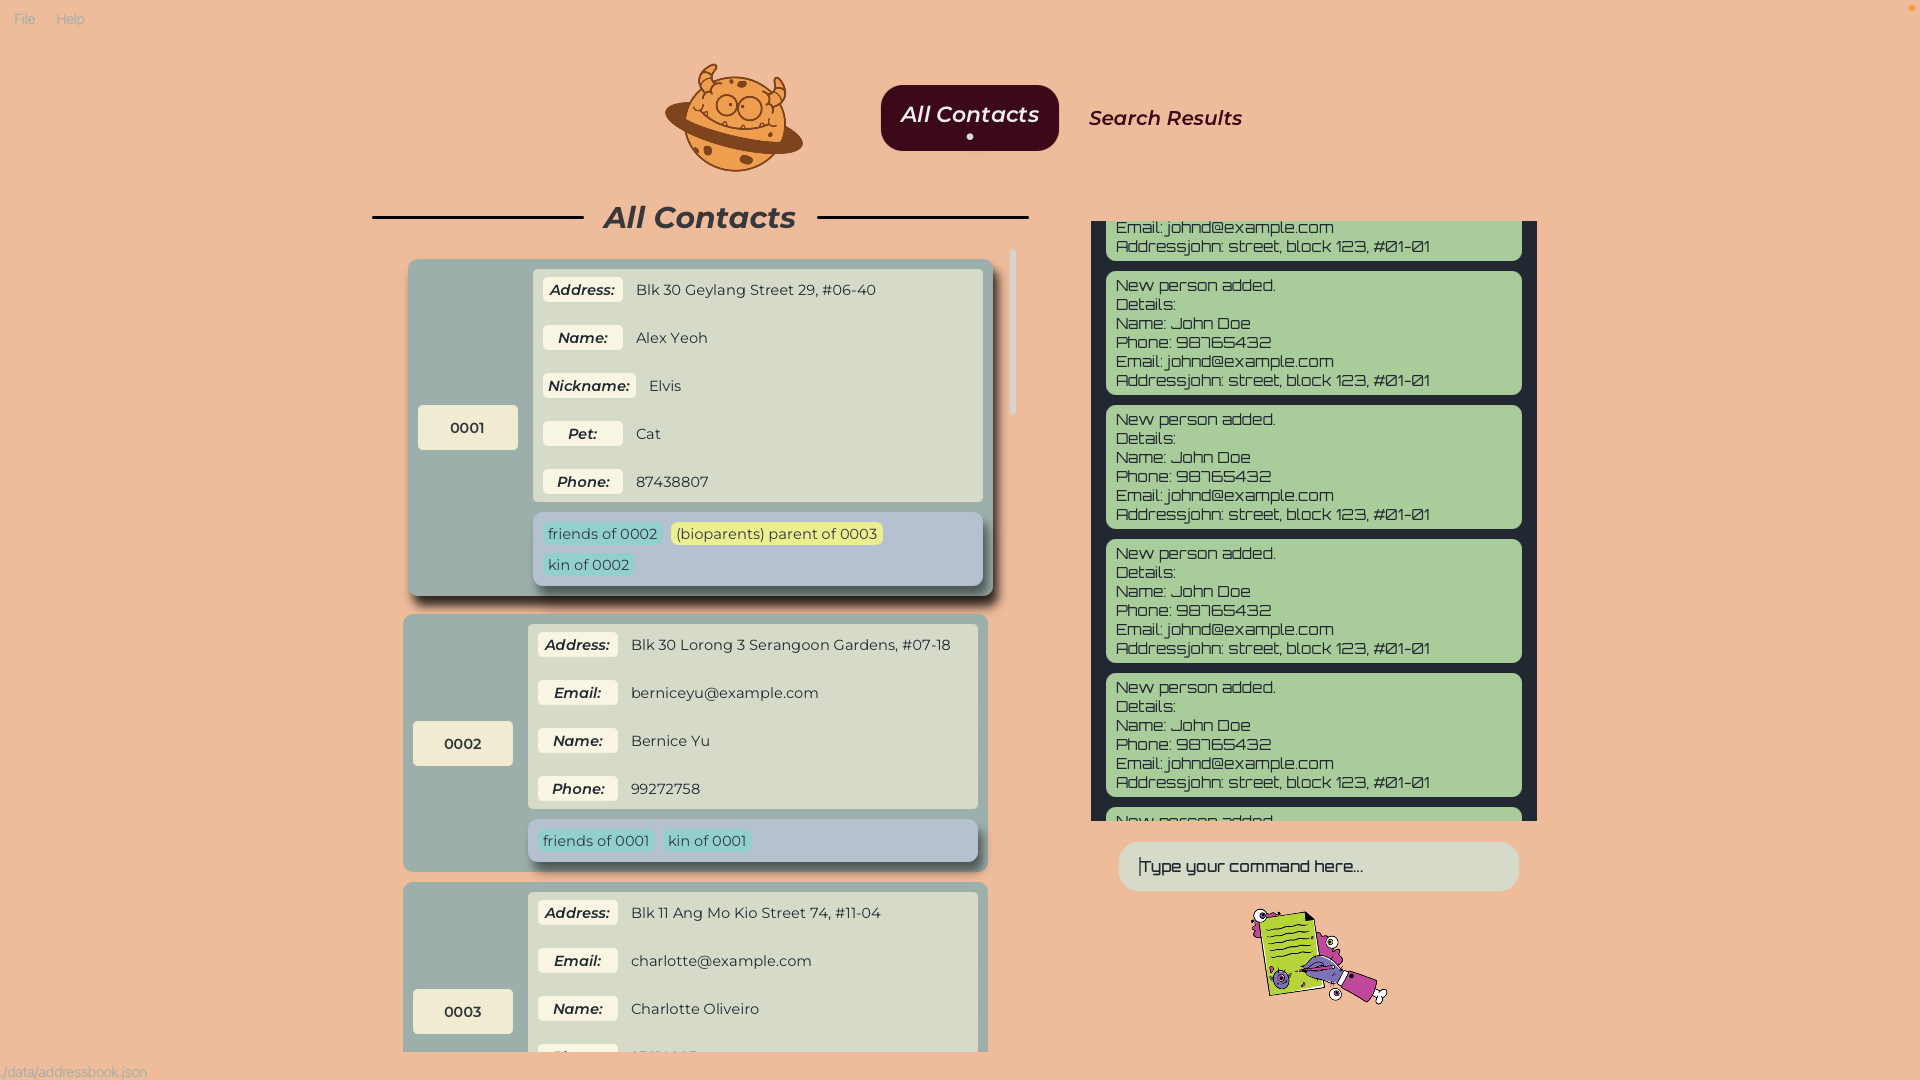 File Help
All Contacts
Search Results
All Contacts
0001
Address: Blk 30 Geylang Street 29, #06-40
Name: Alex Yeoh
Nickname: Elvis
Pet: Cat
Phone: 87438807
friends of 0002 (bioparents) parent of 0003
kin of 0002
0002
Address: Blk 30 Lorong 3 Serangoon Gardens, #07-18
Email: berniceyu@example.com
Name: Bernice Yu
Phone: 99272758
friends of 0001 kin of 0001
0003
Address: Blk 11 Ang Mo Kio Street 74, #11-04
Email: charlotte@example.com
Name: Charlotte Oliveiro
Email: johnd@example.com
Addressjohn: street, block 123, #01-01
New person added.
Details:
Name: John Doe
Phone: 98765432
Email: johnd@example.com
Addressjohn: street, block 123, #01-01
New person added.
Details:
Name: John Doe
Phone: 98765432
Email: johnd@example.com
Addressjohn: street, block 123, #01-01
New person added.
Details:
Name: John Doe
Phone: 98765432
Email: johnd@example.com
Addressjohn: street, block 123, #01-01
New person added.
Details:
Name: John Doe
Phone: 98765432
Email: johnd@example.com
Addressjohn: street, block 123, #01-01
New person added.
Type your command here...
./data/addressbook.json